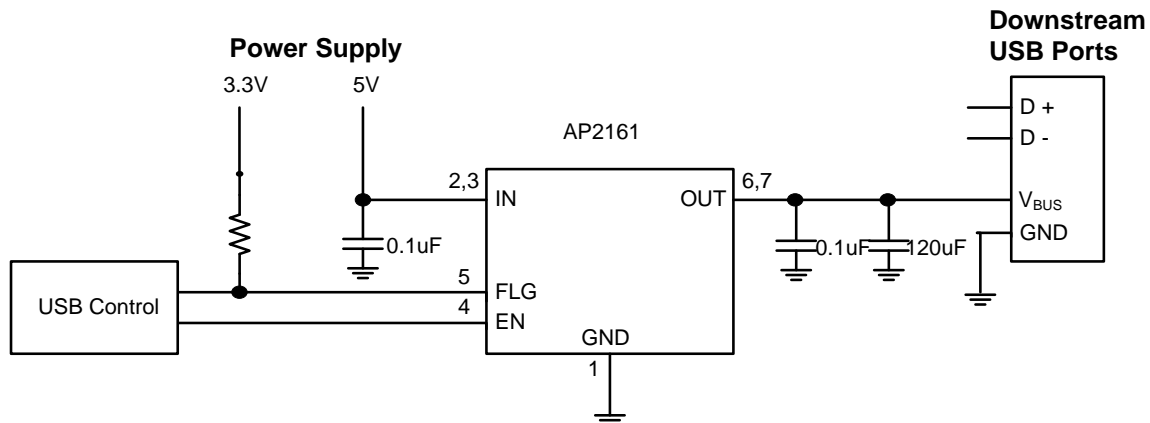 Downstream
USB Ports
Power Supply
3.3V
5V
D +
D -
AP2161
2,3
IN
OUT
6,7
VBUS
GND
0.1uF
0.1uF
120uF
USB Control
5
FLG
4
EN
GND
1